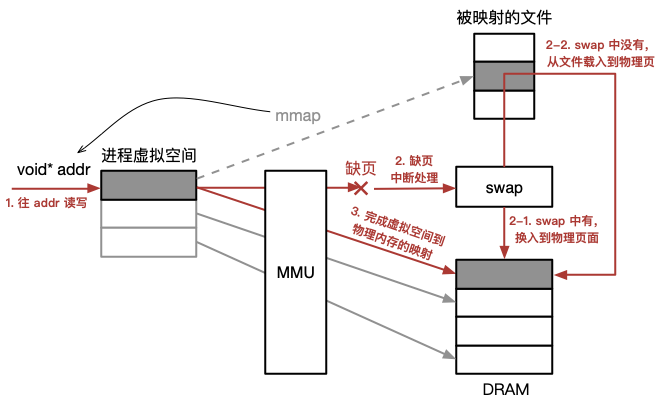 被映射的文件
2-2. swap 中没有，
从文件载入到物理页
mmap
进程虚拟空间
void* addr
1. 往 addr 读写
缺页
2. 缺页
中断处理
swap
2-1. swap 中有，
换入到物理页面
3. 完成虚拟空间到
物理内存的映射
MMU
DRAM